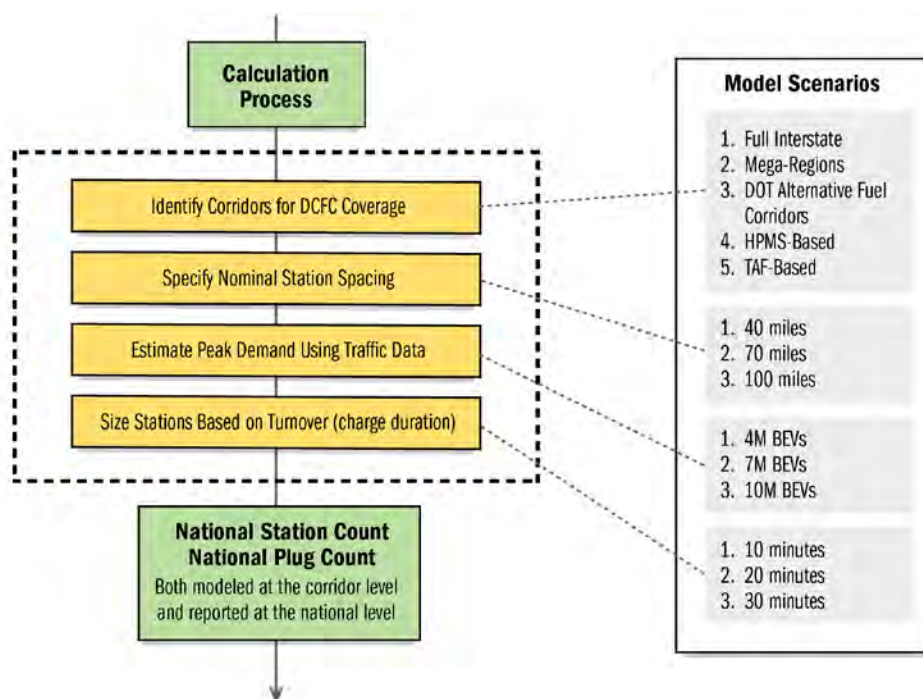 Calculation
Process
Identify Corridors for DCFC Coverage
Specify Nominal Station Spacing
Estimate Peak Demand Using Traffic Data
Size Stations Based on Turnover (charge duration)
National Station Count
National Plug Count
Both modeled at the corridor level
and reported at the national level
Model Scenarios
1. Full Interstate
2. Mega-Regions
3. DOT Alternative Fuel
Corridors
4. HPMS-Based
5. TAF-Based
1. 40 miles
2. 70 miles
3. 100 miles
1. 4M BEVs
2. 7M BEVs
3. 10M BEVs
1. 10 minutes
2. 20 minutes
3. 30 minutes